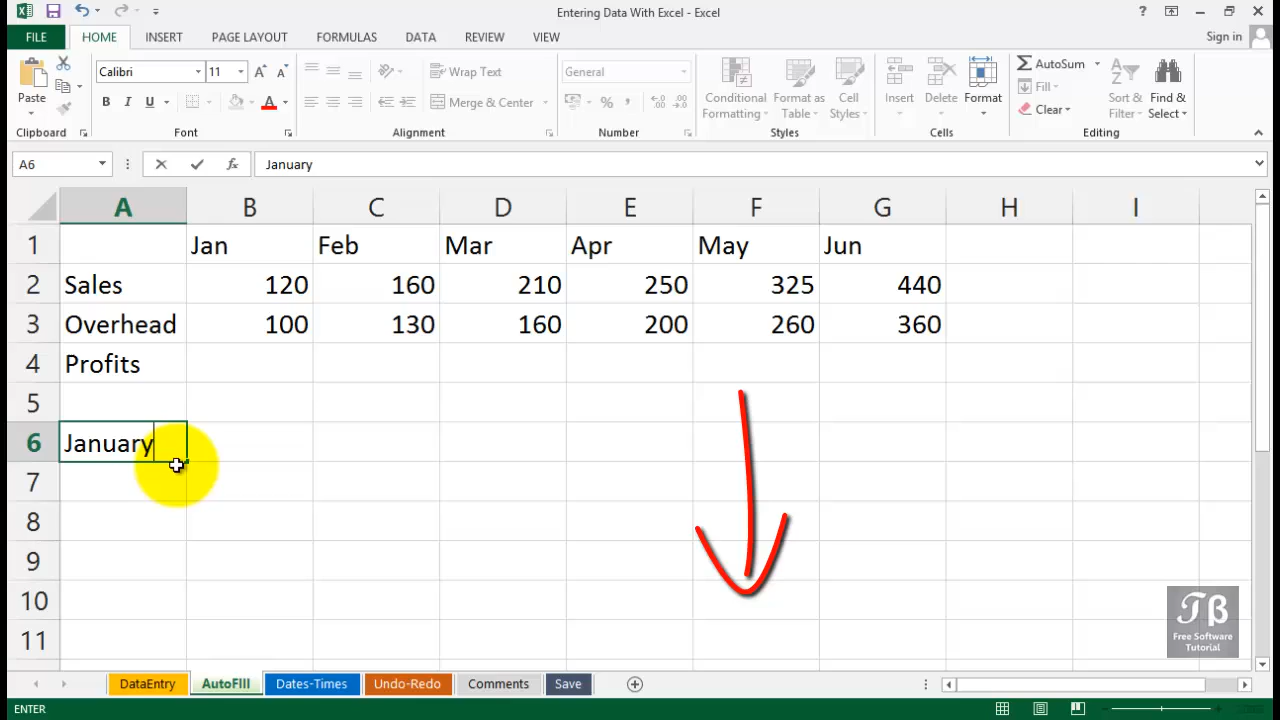 Entering Data With Excel - Excel
?
Sign in
FILE HOME INSERT PAGE LAYOUT FORMULAS DATA REVIEW VIEW
Paste
Clipboard
Calibri 11 A A
B I U A
Font
Wrap Text
Merge & Center
Alignment
General
% ,
Number
Conditional Formatting
Format as Table
Cell Styles
Styles
Insert Delete Format
Cells
AutoSum
Fill
Clear
Sort & Filter
Find & Select
Editing
A6 fx January
A B C D E F G H I
1 Jan Feb Mar Apr May Jun
2 Sales 120 160 210 250 325 440
3 Overhead 100 130 160 200 260 360
4 Profits
5
6 January
7
8
9
10
11
TB
Free Software
Tutorial
DataEntry AutoFIll Dates-Times Undo-Redo Comments Save
ENTER